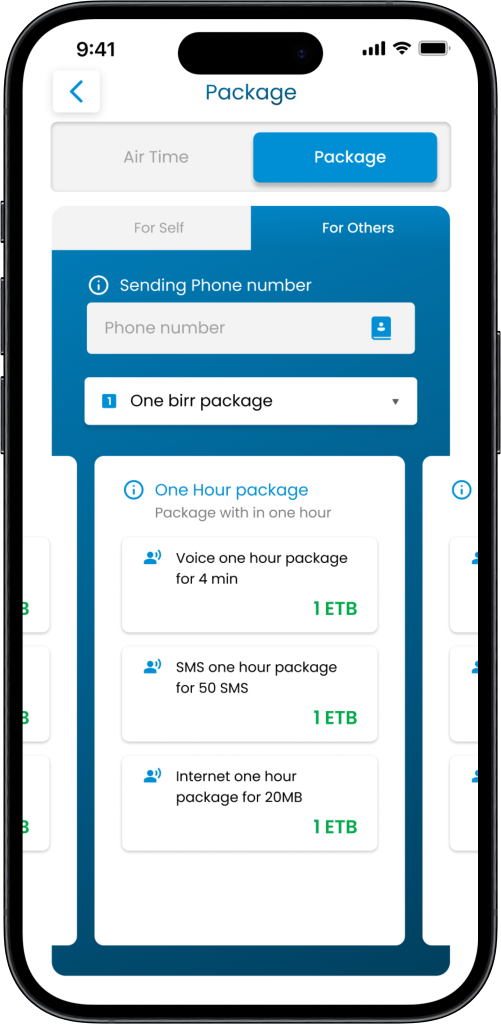 9:41
Package
Air Time
Package
For Self
For Others
Sending Phone number
Phone number
1 One birr package
One Hour package
Package with in one hour
Voice one hour package
for 4 min
1 ETB
SMS one hour package
for 50 SMS
1 ETB
Internet one hour
package for 20MB
1 ETB